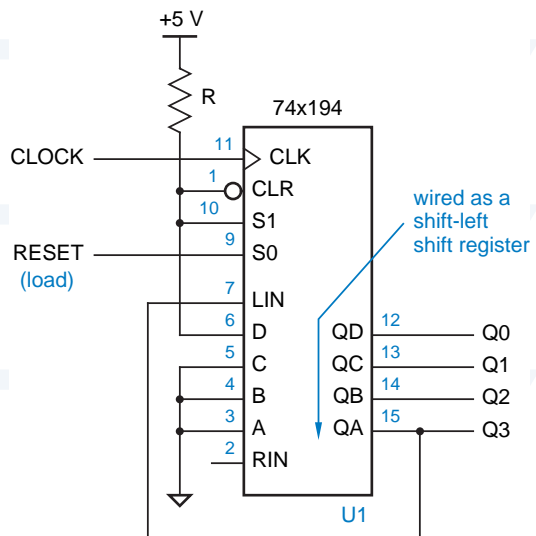 +5 V
R
74x194
CLOCK
11
CLK
1
CLR
10
S1
RESET
(load)
9
S0
7
LIN
6
D
5
C
4
B
3
A
2
RIN
wired as a
shift-left
shift register
QD
12
Q0
QC
13
Q1
QB
14
Q2
QA
15
Q3
U1